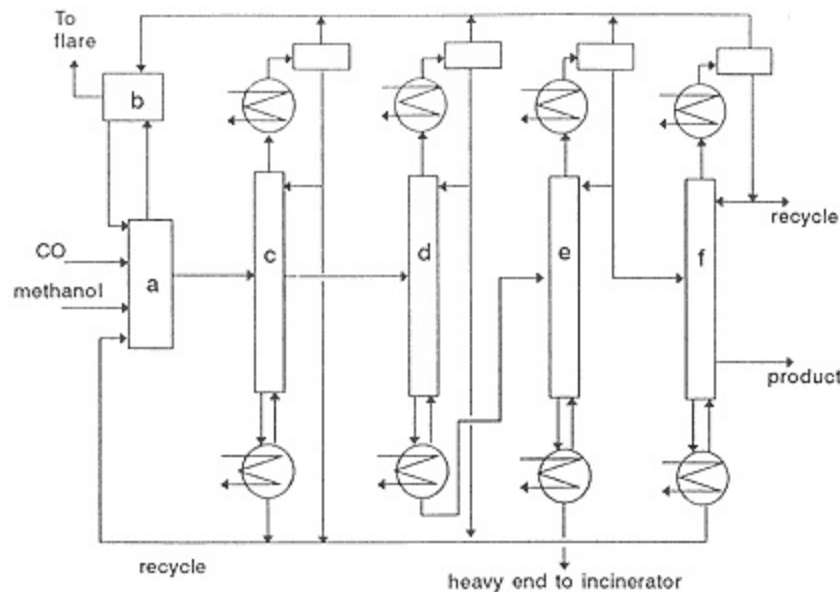 To
flare
b
CO
methanol
a
c
d
e
f
recycle
product
recycle
heavy end to incinerator